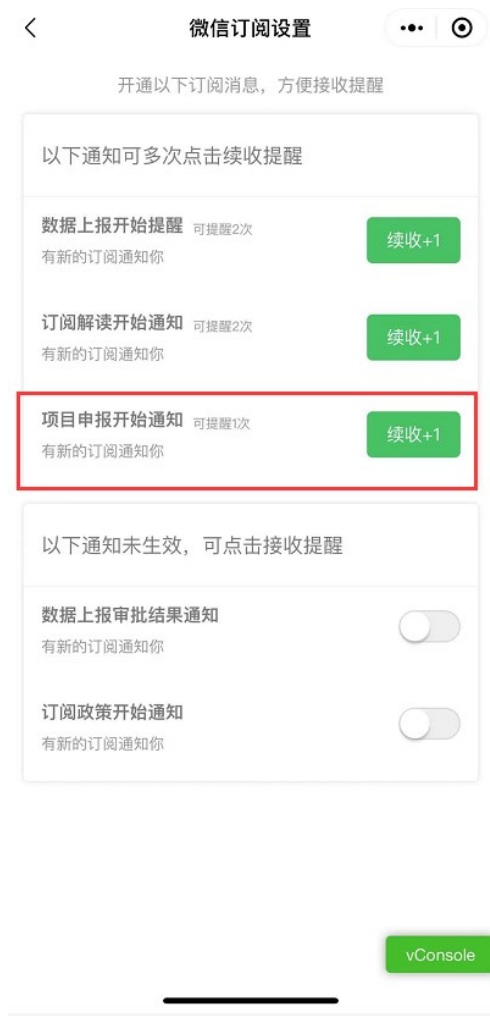 微信订阅设置
开通以下订阅消息，方便接收提醒
以下通知可多次点击续收提醒
数据上报开始提醒 可提醒2次
有新的订阅通知你
续收+1
订阅解读开始通知 可提醒2次
有新的订阅通知你
续收+1
项目申报开始通知 可提醒1次
有新的订阅通知你
续收+1
以下通知未生效，可点击接收提醒
数据上报审批结果通知
有新的订阅通知你
订阅政策开始通知
有新的订阅通知你
vConsole